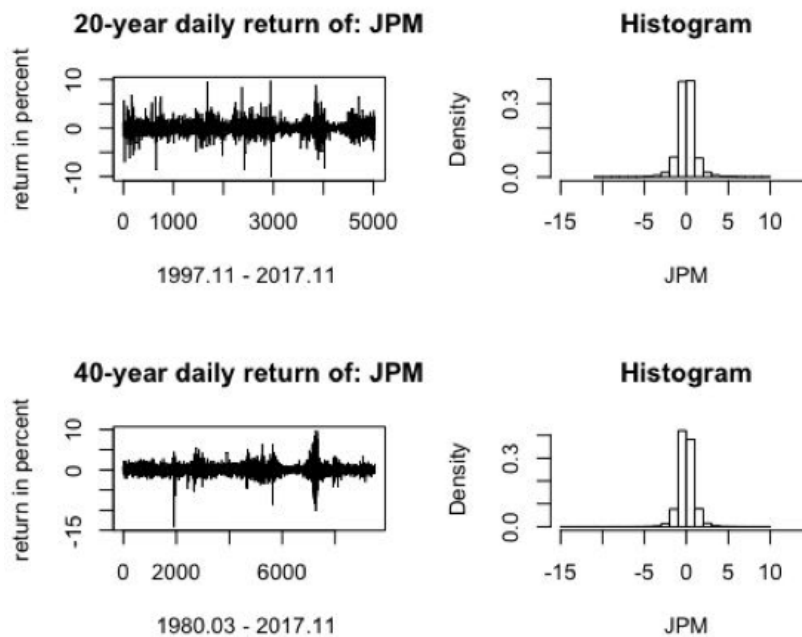 20-year daily return of: JPM
return in percent
-10 0 10
0 1000 3000 5000
1997.11 - 2017.11
Histogram
Density
0.0 0.3
-15 -5 0 5 10
JPM
40-year daily return of: JPM
return in percent
-15 0 10
0 2000 6000
1980.03 - 2017.11
Histogram
Density
0.0 0.3
-15 -5 0 5 10
JPM